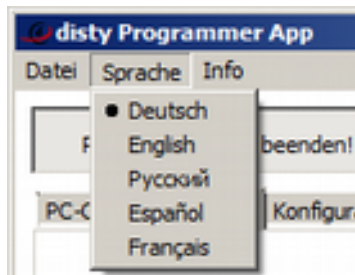 disty Programmer App
Datei Sprache Info
Deutsch
English
beenden!
Русский
Español
PC-
Konfigur
Français